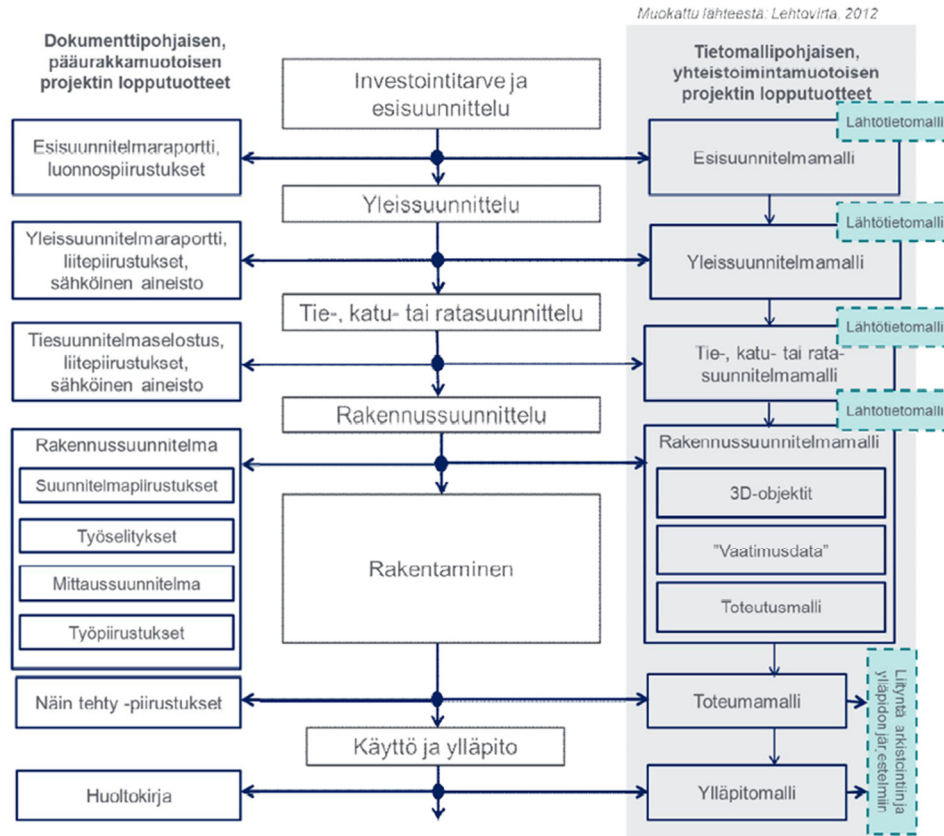 Muokattu lähteestä: Lehtovirta, 2012
Dokumenttipohjaisen,
pääurakkamuotoisen
projektin lopputuotteet
Investointitarve ja
esisuunnittelu
Tietomallipohjaisen,
yhteistoimintamuotoisen
projektin lopputuotteet
Lähtötietomalli
Esisuunnitelmaraportti,
luonnospiirustukset
Esisuunnitelmamalli
Yleissuunnittelu
Lähtötietomalli
Yleissuunnitelmaraportti,
liitepiirustukset,
sähköinen aineisto
Yleissuunnitelmamalli
Tie-, katu- tai ratasuunnittelu
Lähtötietomalli
Tiesuunnitelmaselostus,
liitepiirustukset,
sähköinen aineisto
Tie-, katu- tai rata-
suunnitelmamalli
Rakennussuunnittelu
Lähtötietomalli
Rakennussuunnitelma
Suunnitelmapiirustukset
Työselitykset
Mittaussuunnitelma
Työpiirustukset
Rakentaminen
Rakennussuunnitelmamalli
3D-objektit
"Vaatimusdata"
Toteutusmalli
Näin tehty -piirustukset
Toteumamalli
Liityntä arkistointiin ja
ylläpidon järjestelmiin
Käyttö ja ylläpito
Huoltokirja
Ylläpitomalli